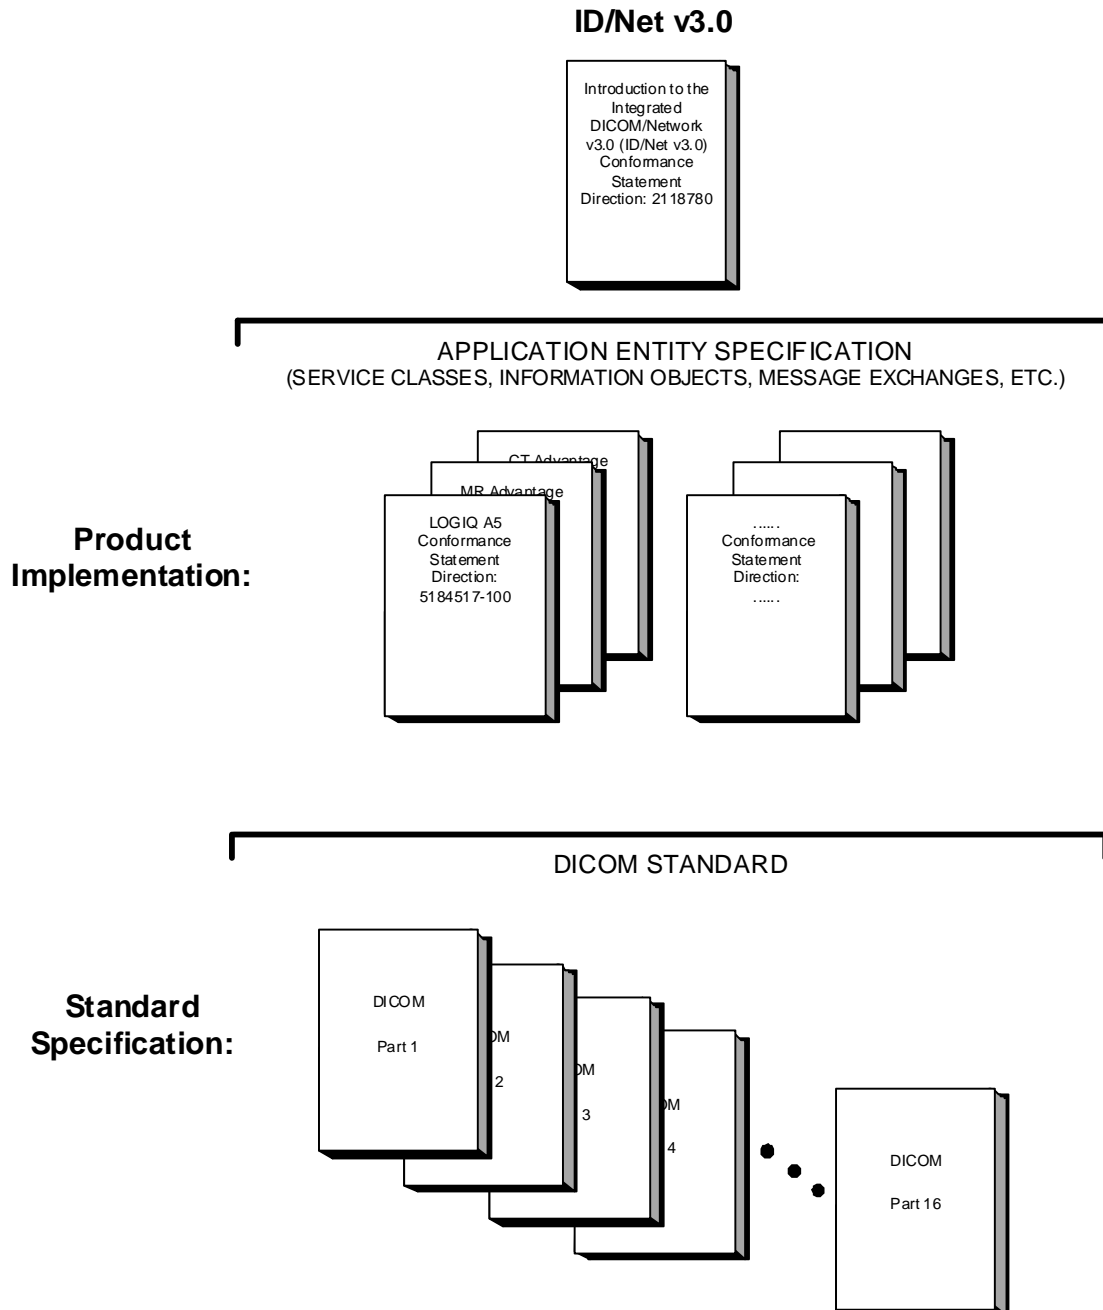 ID/Net v3.0
Introduction to the
Integrated
DICOM/Network
v3.0 (ID/Net v3.0)
Conformance
Statement
Direction: 2118780
APPLICATION ENTITY SPECIFICATION
(SERVICE CLASSES, INFORMATION OBJECTS, MESSAGE EXCHANGES, ETC.)
Product
Implementation:
CT Advantage
MR Advantage
LOGIQ A5
Conformance
Statement
Direction:
5184517-100
.....
Conformance
Statement
Direction:
.....
DICOM STANDARD
Standard
Specification:
DICOM
Part 1
OM
2
OM
3
OM
4
DICOM
Part 16